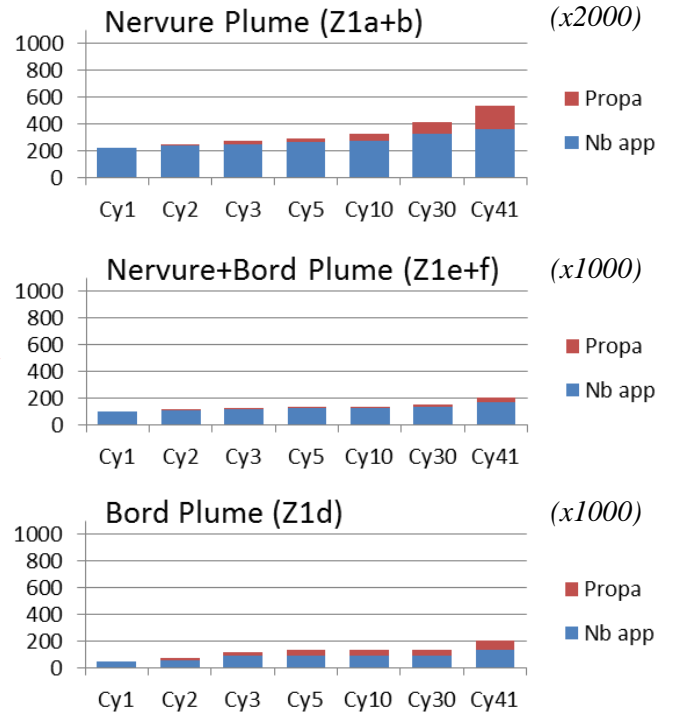 Nervure Plume (Z1a+b) (x2000)
1000
800
600
400
200
0
Propa
Nb app
Cy1 Cy2 Cy3 Cy5 Cy10 Cy30 Cy41
Nervure+Bord Plume (Z1e+f) (x1000)
1000
800
600
400
200
0
Propa
Nb app
Cy1 Cy2 Cy3 Cy5 Cy10 Cy30 Cy41
Bord Plume (Z1d) (x1000)
1000
800
600
400
200
0
Propa
Nb app
Cy1 Cy2 Cy3 Cy5 Cy10 Cy30 Cy41